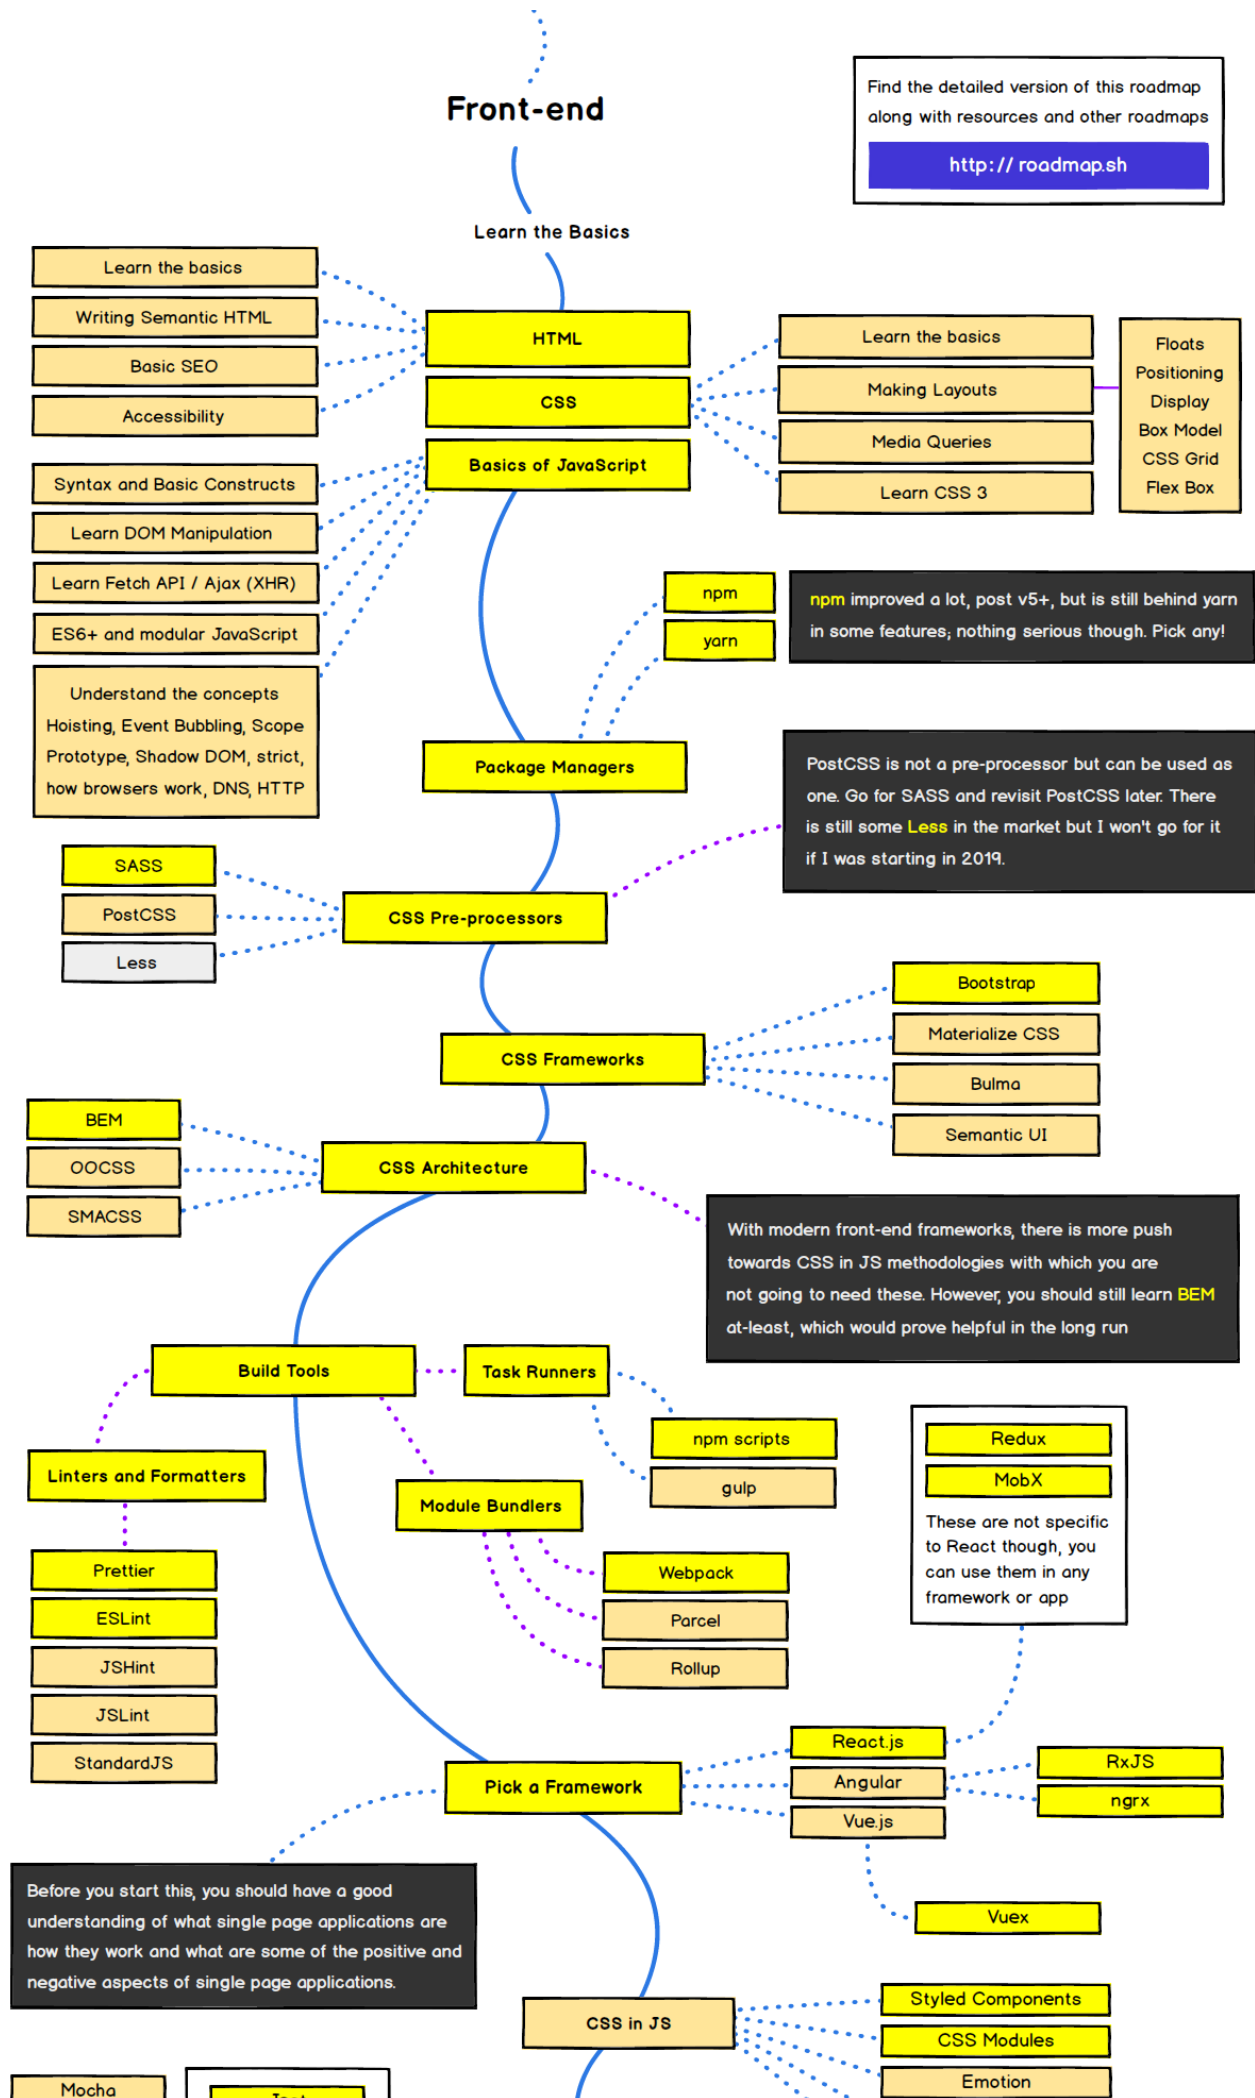 Front-end
Find the detailed version of this roadmap
along with resources and other roadmaps
http:// roadmap.sh
Learn the Basics
Learn the basics
Writing Semantic HTML
Basic SEO
Accessibility
HTML
CSS
Basics of JavaScript
Learn the basics
Making Layouts
Media Queries
Learn CSS 3
Floats
Positioning
Display
Box Model
CSS Grid
Flex Box
Syntax and Basic Constructs
Learn DOM Manipulation
Learn Fetch API / Ajax (XHR)
ES6+ and modular JavaScript
Understand the concepts
Hoisting, Event Bubbling, Scope
Prototype, Shadow DOM, strict,
how browsers work, DNS, HTTP
npm
yarn
npm improved a lot, post v5+, but is still behind yarn
in some features; nothing serious though. Pick any!
Package Managers
PostCSS is not a pre-processor but can be used as
one. Go for SASS and revisit PostCSS later. There
is still some Less in the market but I won't go for it
if I was starting in 2019.
SASS
PostCSS
Less
CSS Pre-processors
CSS Frameworks
Bootstrap
Materialize CSS
Bulma
Semantic UI
BEM
OOCSS
SMACSS
CSS Architecture
With modern front-end frameworks, there is more push
towards CSS in JS methodologies with which you are
not going to need these. However, you should still learn BEM
at-least, which would prove helpful in the long run
Build Tools
Task Runners
npm scripts
gulp
Linters and Formatters
Module Bundlers
Prettier
ESLint
JSHint
JSLint
StandardJS
Webpack
Parcel
Rollup
Redux
MobX
These are not specific
to React though, you
can use them in any
framework or app
Pick a Framework
React.js
Angular
Vue.js
RxJS
ngrx
Vuex
Before you start this, you should have a good
understanding of what single page applications are
how they work and what are some of the positive and
negative aspects of single page applications.
CSS in JS
Styled Components
CSS Modules
Emotion
Mocha